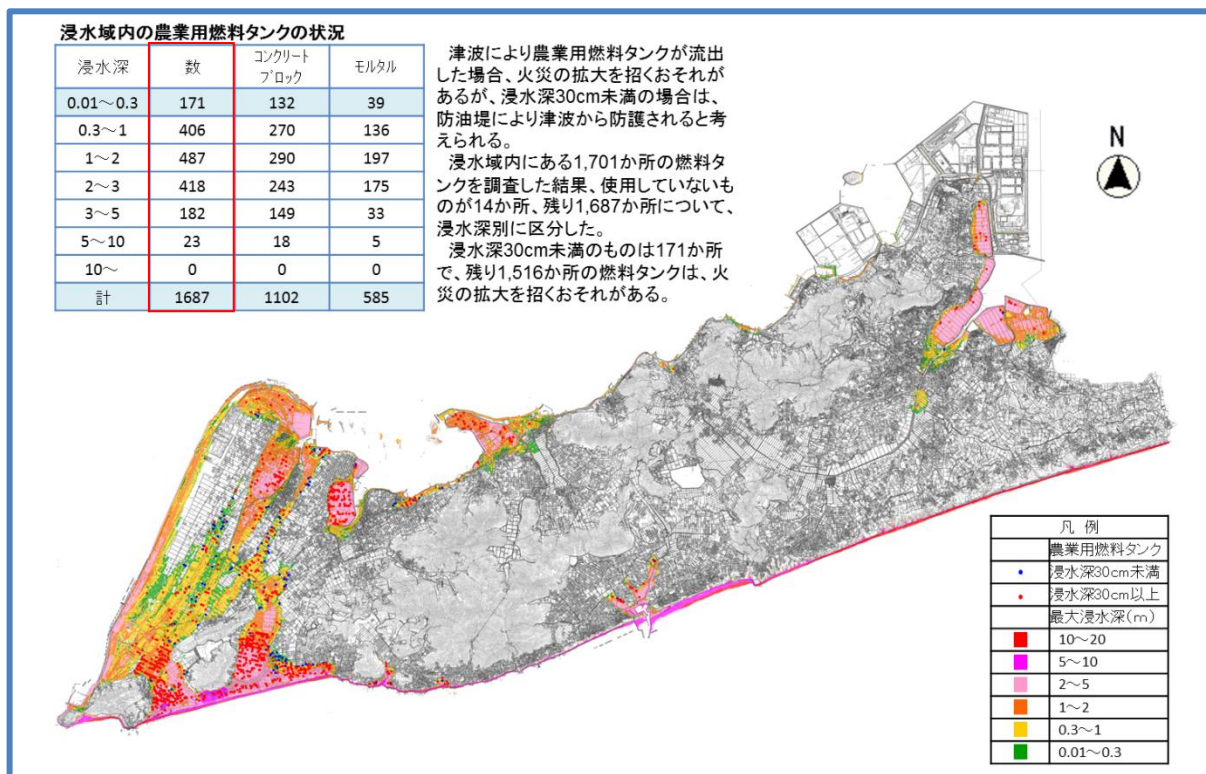 浸水域内の農業用燃料タンクの状況
浸水深 数 コンクリートブロック モルタル
0.01~0.3 171 132 39
0.3~1 406 270 136
1~2 487 290 197
2~3 418 243 175
3~5 182 149 33
5~10 23 18 5
10~ 0 0 0
計 1687 1102 585
津波により農業用燃料タンクが流出
した場合、火災の拡大を招くおそれが
あるが、浸水深30cm未満の場合は、
防油堤により津波から防護されると考
えられる。
浸水域内にある1,701か所の燃料タ
ンクを調査した結果、使用していないも
のが14か所、残り1,687か所について、
浸水深別に区分した。
浸水深30cm未満のものは171か所
で、残り1,516か所の燃料タンクは、火
災の拡大を招くおそれがある。
N
凡 例
農業用燃料タンク
浸水深30cm未満
浸水深30cm以上
最大浸水深(m)
10~20
5~10
2~5
1~2
0.3~1
0.01~0.3